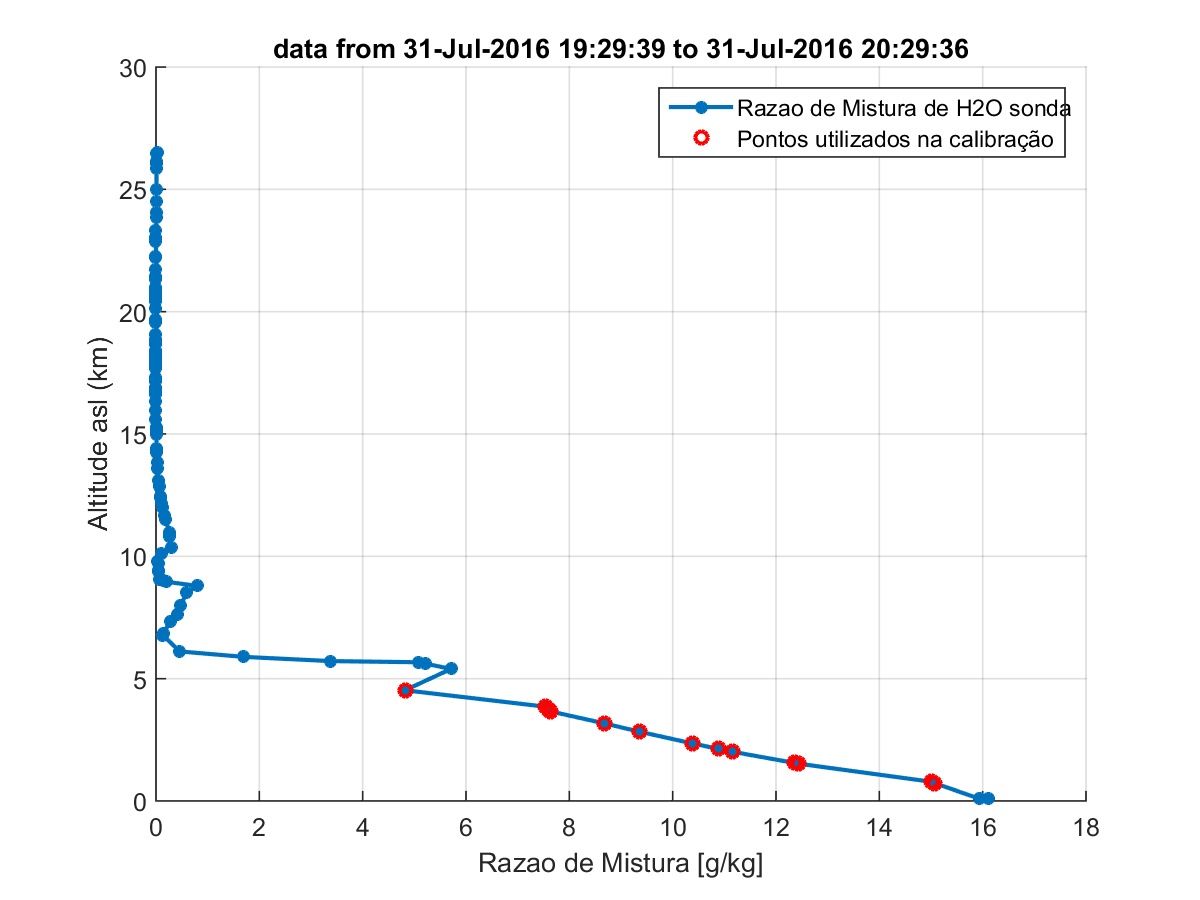 data from 31-Jul-2016 19:29:39 to 31-Jul-2016 20:29:36
Razao de Mistura de H2O sonda
Pontos utilizados na calibração
30
25
20
15
10
5
0
Altitude asl (km)
0 2 4 6 8 10 12 14 16 18
Razao de Mistura [g/kg]